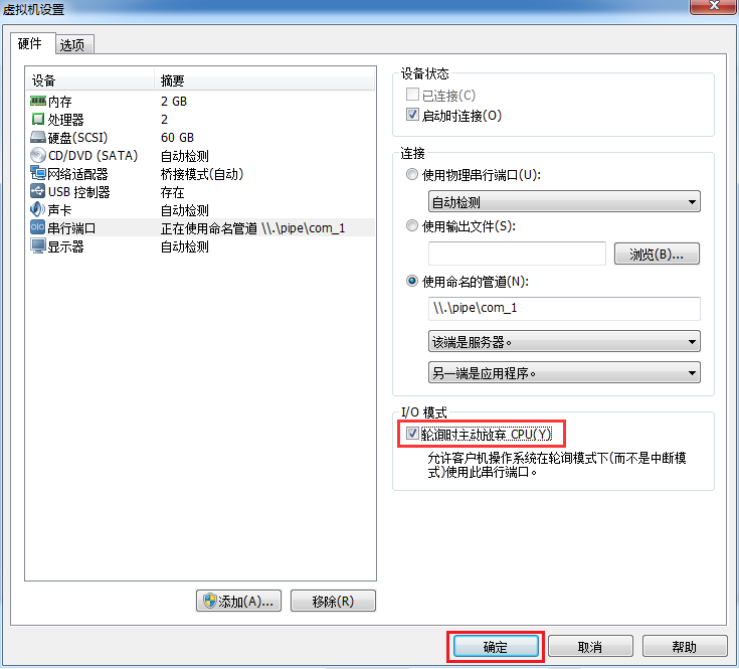 虚拟机设置
硬件 选项
设备 摘要
内存 2 GB
处理器 2
硬盘(SCSI) 60 GB
CD/DVD (SATA) 自动检测
网络适配器 桥接模式(自动)
USB 控制器 存在
声卡 自动检测
串行端口 正在使用命名管道 \\.\pipe\com_1
显示器 自动检测
添加(A)... 移除(R)
设备状态
已连接(C)
启动时连接(O)
连接
使用物理串行端口(U):
自动检测
使用输出文件(S):
浏览(B)...
使用命名的管道(N):
\\.\pipe\com_1
该端是服务器。
另一端是应用程序。
I/O 模式
轮询时主动放弃 CPU(Y)
允许客户机操作系统在轮询模式下(而不是中断模
式)使用此串行端口。
确定 取消 帮助